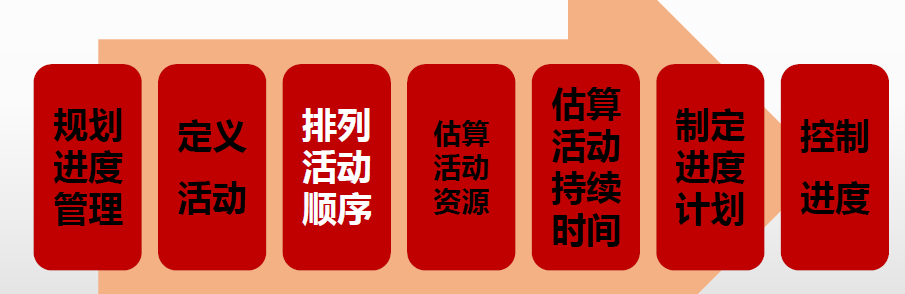 规划
进度
管理
定义
活动
排列
活动
顺序
估算
活动
资源
估算
活动
持续
时间
制定
进度
计划
控制
进度